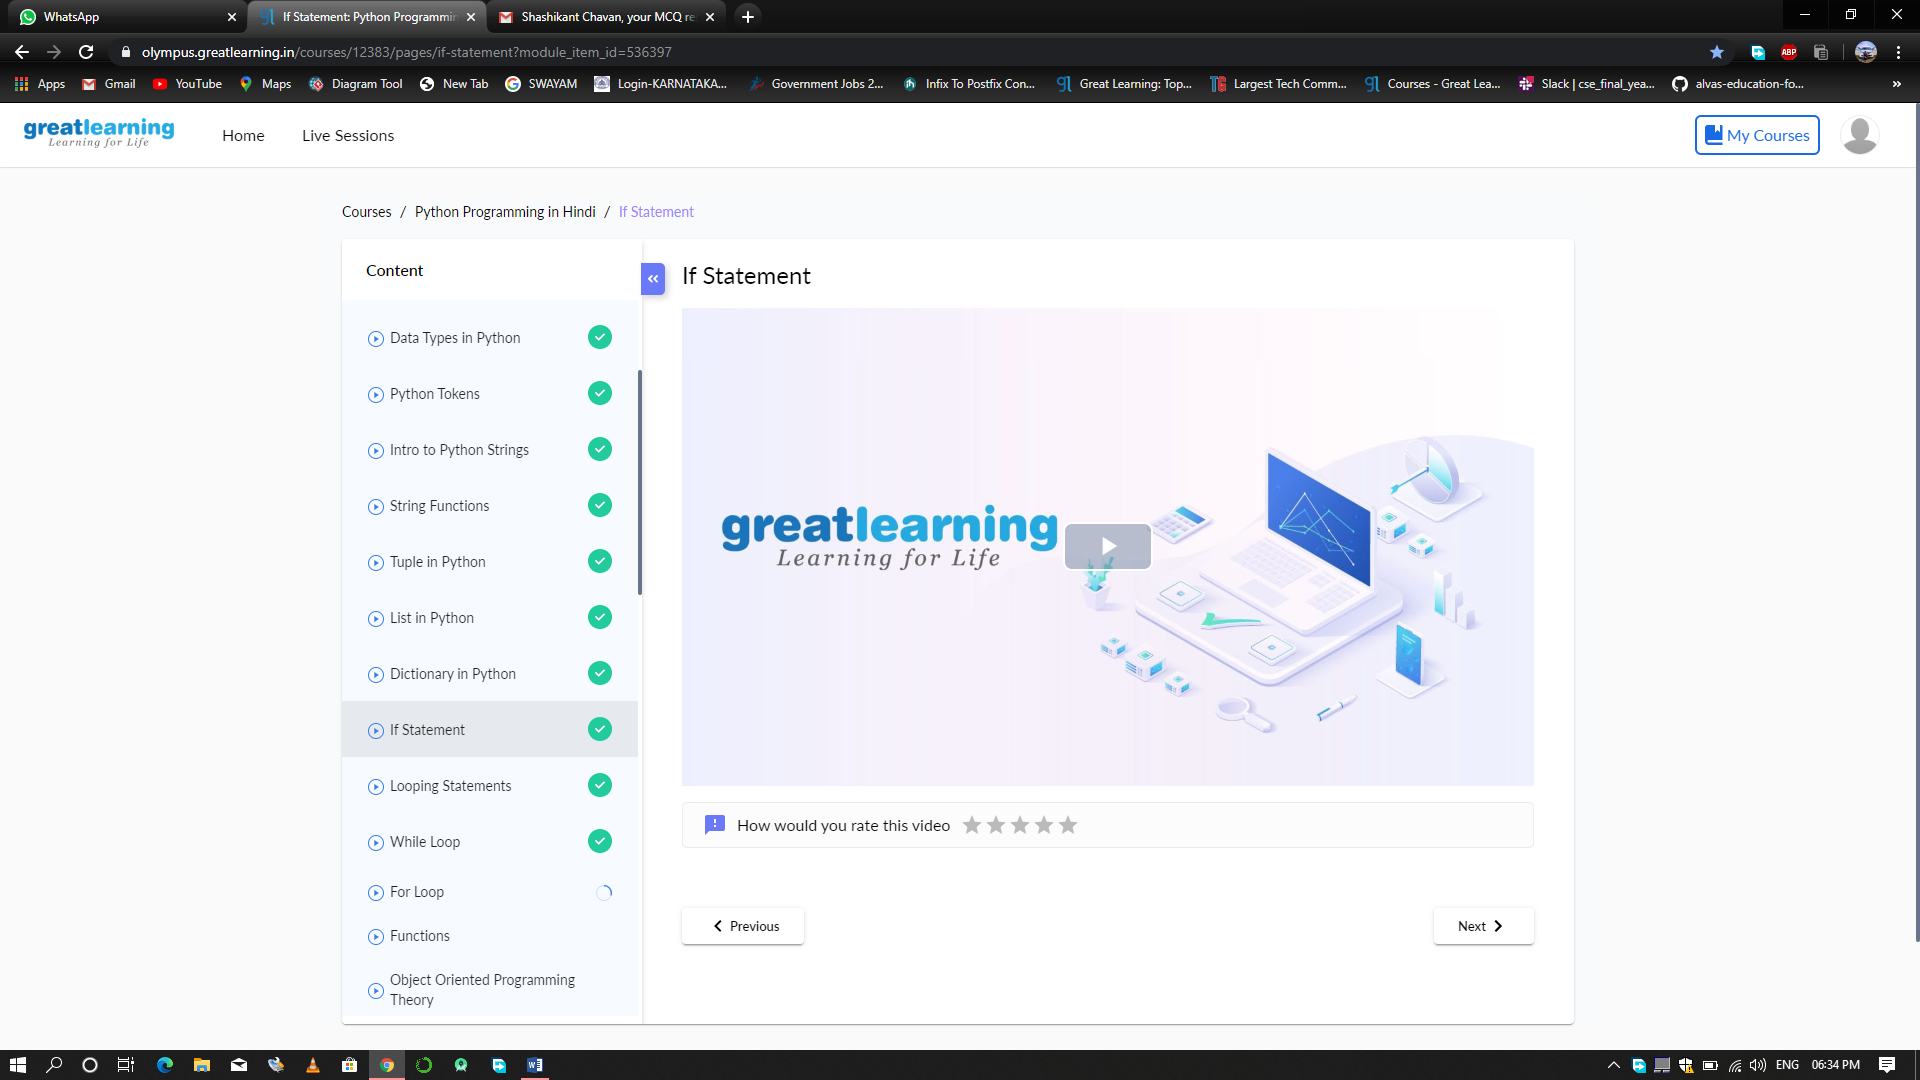 WhatsApp
If Statement: Python Programmin
Shashikant Chavan, your MCQ re
olympus.greatlearning.in/courses/12383/pages/if-statement?module_item_id=536397
ABP
Apps
Gmail
YouTube
Maps
Diagram Tool
New Tab
SWAYAM
Login-KARNATAKA...
Government Jobs 2...
Infix To Postfix Con...
Great Learning: Top...
Largest Tech Comm...
Courses - Great Lea...
Slack | cse_final_yea...
alvas-education-fo...
greatlearning
Learning for Life
Home
Live Sessions
My Courses
Courses / Python Programming in Hindi / If Statement
Content
Data Types in Python
Python Tokens
Intro to Python Strings
String Functions
Tuple in Python
List in Python
Dictionary in Python
If Statement
Looping Statements
While Loop
For Loop
Functions
Object Oriented Programming
Theory
If Statement
greatlearning
Learning for Life
How would you rate this video
Previous
Next
ENG
06:34 PM